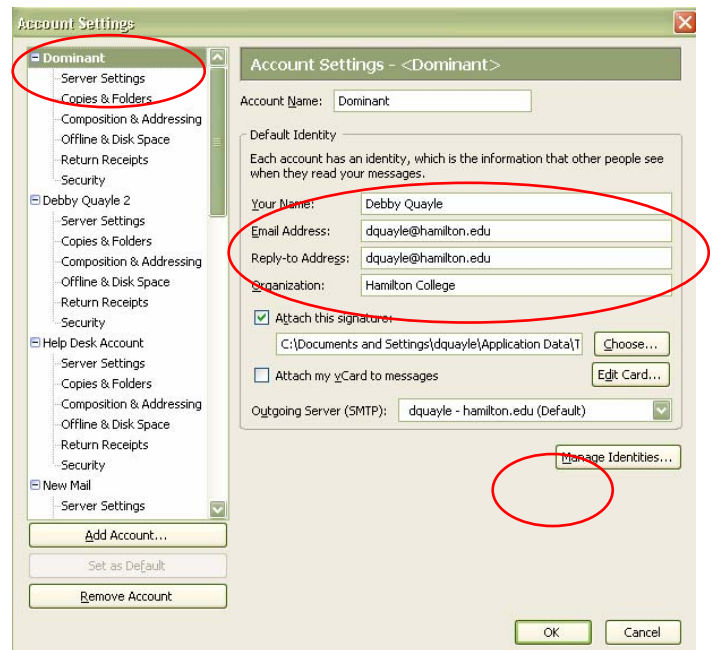 Account Settings
Dominant
Server Settings
Copies & Folders
Composition & Addressing
Offline & Disk Space
Return Receipts
Security
Debby Quayle 2
Server Settings
Copies & Folders
Composition & Addressing
Offline & Disk Space
Return Receipts
Security
Help Desk Account
Server Settings
Copies & Folders
Composition & Addressing
Offline & Disk Space
Return Receipts
Security
New Mail
Server Settings
Add Account...
Set as Default
Remove Account
Account Settings - <Dominant>
Account Name: Dominant
Default Identity
Each account has an identity, which is the information that other people see
when they read your messages.
Your Name: Debby Quayle
Email Address: dquayle@hamilton.edu
Reply-to Address: dquayle@hamilton.edu
Organization: Hamilton College
Attach this signature:
C:\Documents and Settings\dquayle\Application Data\T Choose...
Attach my vCard to messages Edit Card...
Outgoing Server (SMTP): dquayle - hamilton.edu (Default)
Manage Identities...
OK Cancel